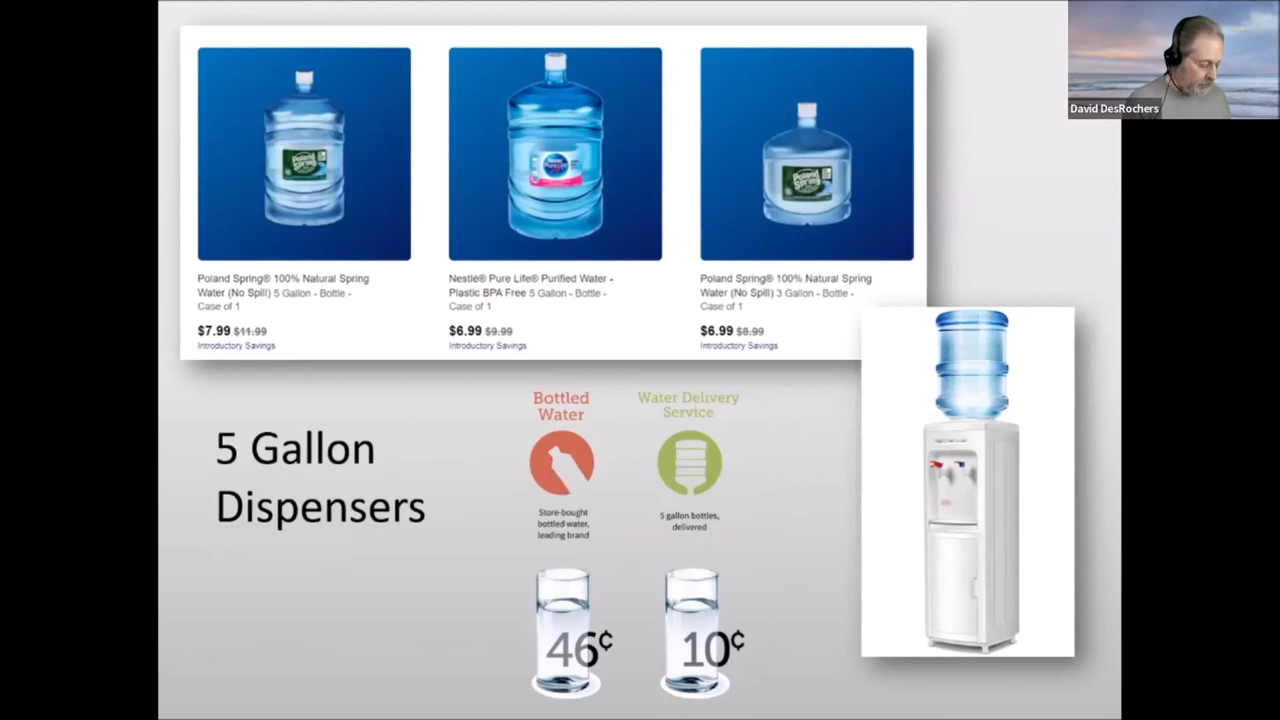 David DesRochers
Poland
Spring
Poland
Spring
Poland Spring® 100% Natural Spring
Water (No Spill) 5 Gallon - Bottle -
Case of 1
$7.99 $11.99
Introductory Savings
Nestlé® Pure Life® Purified Water -
Plastic BPA Free 5 Gallon - Bottle -
Case of 1
$6.99 $9.99
Introductory Savings
Poland Spring® 100% Natural Spring
Water (No Spill) 3 Gallon - Bottle -
Case of 1
$6.99 $8.99
Introductory Savings
5 Gallon
Dispensers
Bottled
Water
Store-bought
bottled water,
leading brand
46¢
Water Delivery
Service
5 gallon bottles,
delivered
10¢